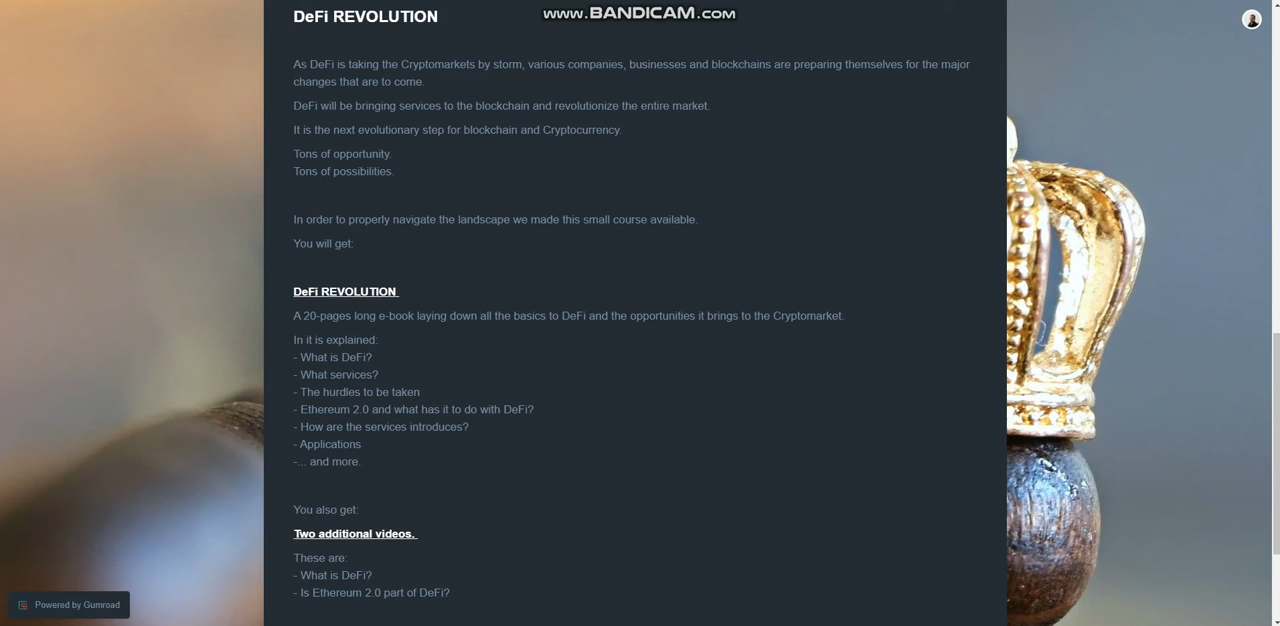 DeFi REVOLUTION
www.BANDICAM.com
As DeFi is taking the Cryptomarkets by storm, various companies, businesses and blockchains are preparing themselves for the major
changes that are to come.
DeFi will be bringing services to the blockchain and revolutionize the entire market.
It is the next evolutionary step for blockchain and Cryptocurrency.
Tons of opportunity.
Tons of possibilities.
In order to properly navigate the landscape we made this small course available.
You will get:
DeFi REVOLUTION
A 20-pages long e-book laying down all the basics to DeFi and the opportunities it brings to the Cryptomarket.
In it is explained:
- What is DeFi?
- What services?
- The hurdles to be taken
- Ethereum 2.0 and what has it to do with DeFi?
- How are the services introduces?
- Applications
-... and more.
You also get:
Two additional videos.
These are:
- What is DeFi?
- Is Ethereum 2.0 part of DeFi?
Powered by Gumroad